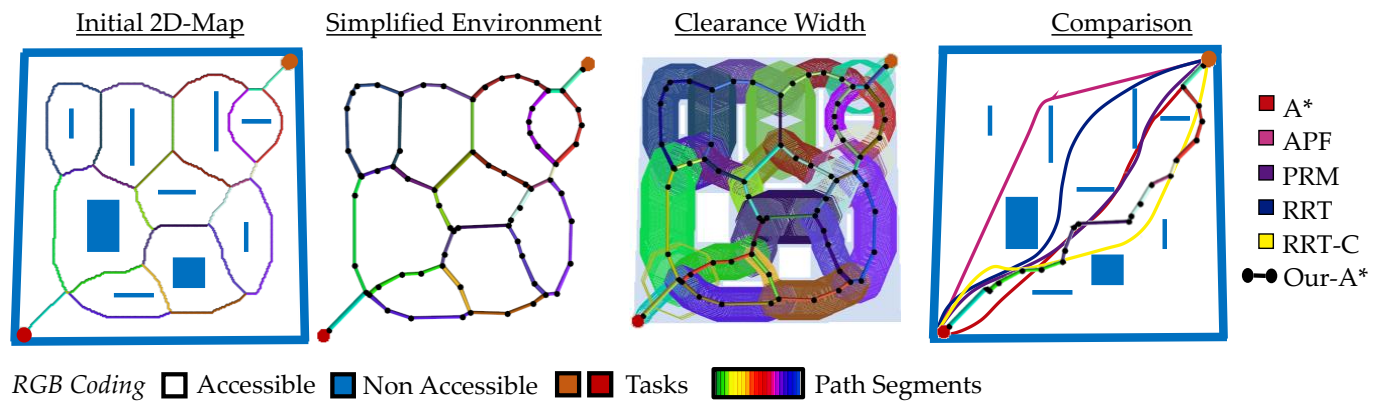 Initial 2D-Map
Simplified Environment
Clearance Width
Comparison
A*
APF
PRM
RRT
RRT-C
Our-A*
RGB Coding Accessible Non Accessible Tasks Path Segments